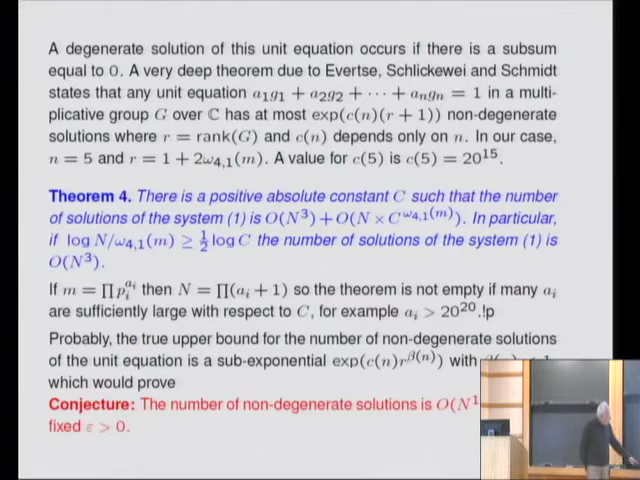 A degenerate solution of this unit equation occurs if there is a subsum
equal to 0. A very deep theorem due to Evertse, Schlickewei and Schmidt
states that any unit equation a₁g₁ + a₂g₂ + ⋯ + aₙgₙ = 1 in a multi-
plicative group G over ℂ has at most exp(c(n)(r + 1)) non-degenerate
solutions where r = rank(G) and c(n) depends only on n. In our case,
n = 5 and r = 1 + 2ω₄,₁(m). A value for c(5) is c(5) = 20¹⁵.
Theorem 4. There is a positive absolute constant C such that the number
of solutions of the system (1) is O(N³) + O(N × C^{ω₄,₁(m)}). In particular,
if log N/ω₄,₁(m) ≥ ½ log C the number of solutions of the system (1) is
O(N³).
If m = ∏ pᵢ^{aᵢ} then N = ∏(aᵢ + 1) so the theorem is not empty if many aᵢ
are sufficiently large with respect to C, for example aᵢ > 20²⁰.!p
Probably, the true upper bound for the number of non-degenerate solutions
of the unit equation is a sub-exponential exp(c(n)r^{β(n)}) with
which would prove
Conjecture: The number of non-degenerate solutions is O(N¹
fixed ε > 0.